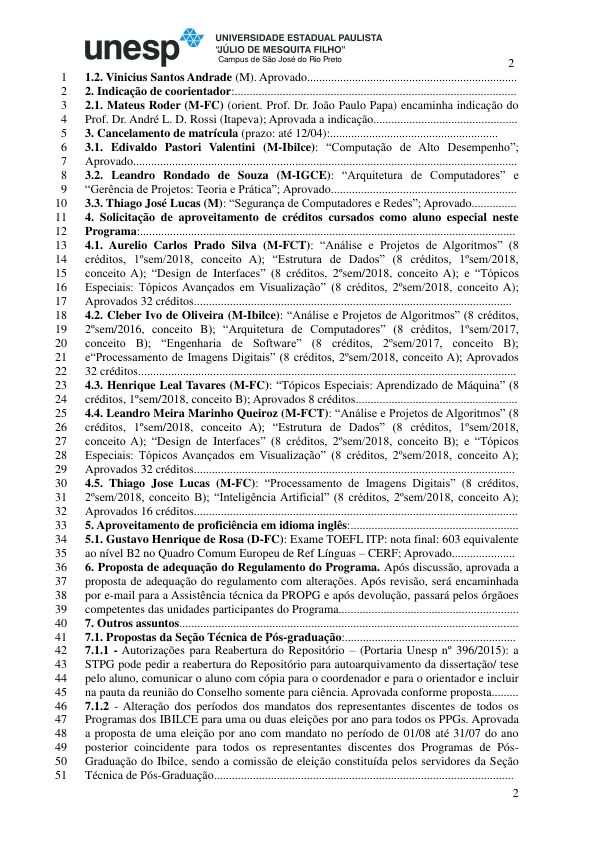 unesp
UNIVERSIDADE ESTADUAL PAULISTA
"JÚLIO DE MESQUITA FILHO"
Campus de São José do Rio Preto
2
1 1.2. Vinicius Santos Andrade (M). Aprovado......................................................................
2 2. Indicação de coorientador:..............................................................................................
3 2.1. Mateus Roder (M-FC) (orient. Prof. Dr. João Paulo Papa) encaminha indicação do
4 Prof. Dr. André L. D. Rossi (Itapeva); Aprovada a indicação................................................
5 3. Cancelamento de matrícula (prazo: até 12/04):........................................................
6 3.1. Edivaldo Pastori Valentini (M-Ibilce): “Computação de Alto Desempenho”;
7 Aprovado................................................................................................................................
8 3.2. Leandro Rondado de Souza (M-IGCE): “Arquitetura de Computadores” e
9 “Gerência de Projetos: Teoria e Prática”; Aprovado..............................................................
10 3.3. Thiago José Lucas (M): “Segurança de Computadores e Redes”; Aprovado...............
11 4. Solicitação de aproveitamento de créditos cursados como aluno especial neste
12 Programa:.............................................................................................................................
13 4.1. Aurelio Carlos Prado Silva (M-FCT): “Análise e Projetos de Algoritmos” (8
14 créditos, 1ºsem/2018, conceito A); “Estrutura de Dados” (8 créditos, 1ºsem/2018,
15 conceito A); “Design de Interfaces” (8 créditos, 2ºsem/2018, conceito A); e “Tópicos
16 Especiais: Tópicos Avançados em Visualização” (8 créditos, 2ºsem/2018, conceito A);
17 Aprovados 32 créditos..........................................................................................................
18 4.2. Cleber Ivo de Oliveira (M-Ibilce): “Análise e Projetos de Algoritmos” (8 créditos,
19 2ºsem/2016, conceito B); “Arquitetura de Computadores” (8 créditos, 1ºsem/2017,
20 conceito B); “Engenharia de Software” (8 créditos, 2ºsem/2017, conceito B);
21 e“Processamento de Imagens Digitais” (8 créditos, 2ºsem/2018, conceito A); Aprovados
22 32 créditos..............................................................................................................................
23 4.3. Henrique Leal Tavares (M-FC): “Tópicos Especiais: Aprendizado de Máquina” (8
24 créditos, 1ºsem/2018, conceito B); Aprovados 8 créditos......................................................
25 4.4. Leandro Meira Marinho Queiroz (M-FCT): “Análise e Projetos de Algoritmos” (8
26 créditos, 1ºsem/2018, conceito A); “Estrutura de Dados” (8 créditos, 1ºsem/2018,
27 conceito A); “Design de Interfaces” (8 créditos, 2ºsem/2018, conceito B); e “Tópicos
28 Especiais: Tópicos Avançados em Visualização” (8 créditos, 2ºsem/2018, conceito A);
29 Aprovados 32 créditos...........................................................................................................
30 4.5. Thiago Jose Lucas (M-FC): “Processamento de Imagens Digitais” (8 créditos,
31 2ºsem/2018, conceito B); “Inteligência Artificial” (8 créditos, 2ºsem/2018, conceito A);
32 Aprovados 16 créditos............................................................................................................
33 5. Aproveitamento de proficiência em idioma inglês:........................................................
34 5.1. Gustavo Henrique de Rosa (D-FC): Exame TOEFL ITP: nota final: 603 equivalente
35 ao nível B2 no Quadro Comum Europeu de Ref Línguas – CERF; Aprovado.....................
36 6. Proposta de adequação do Regulamento do Programa. Após discussão, aprovada a
37 proposta de adequação do regulamento com alterações. Após revisão, será encaminhada
38 por e-mail para a Assistência técnica da PROPG e após devolução, passará pelos órgãoes
39 competentes das unidades participantes do Programa............................................................
40 7. Outros assuntos.................................................................................................................
41 7.1. Propostas da Seção Técnica de Pós-graduação:.........................................................
42 7.1.1 - Autorizações para Reabertura do Repositório – (Portaria Unesp nº 396/2015): a
43 STPG pode pedir a reabertura do Repositório para autoarquivamento da dissertação/ tese
44 pelo aluno, comunicar o aluno com cópia para o coordenador e para o orientador e incluir
45 na pauta da reunião do Conselho somente para ciência. Aprovada conforme proposta.........
46 7.1.2 - Alteração dos períodos dos mandatos dos representantes discentes de todos os
47 Programas dos IBILCE para uma ou duas eleições por ano para todos os PPGs. Aprovada
48 a proposta de uma eleição por ano com mandato no período de 01/08 até 31/07 do ano
49 posterior coincidente para todos os representantes discentes dos Programas de Pós-
50 Graduação do Ibilce, sendo a comissão de eleição constituída pelos servidores da Seção
51 Técnica de Pós-Graduação....................................................................................................
2